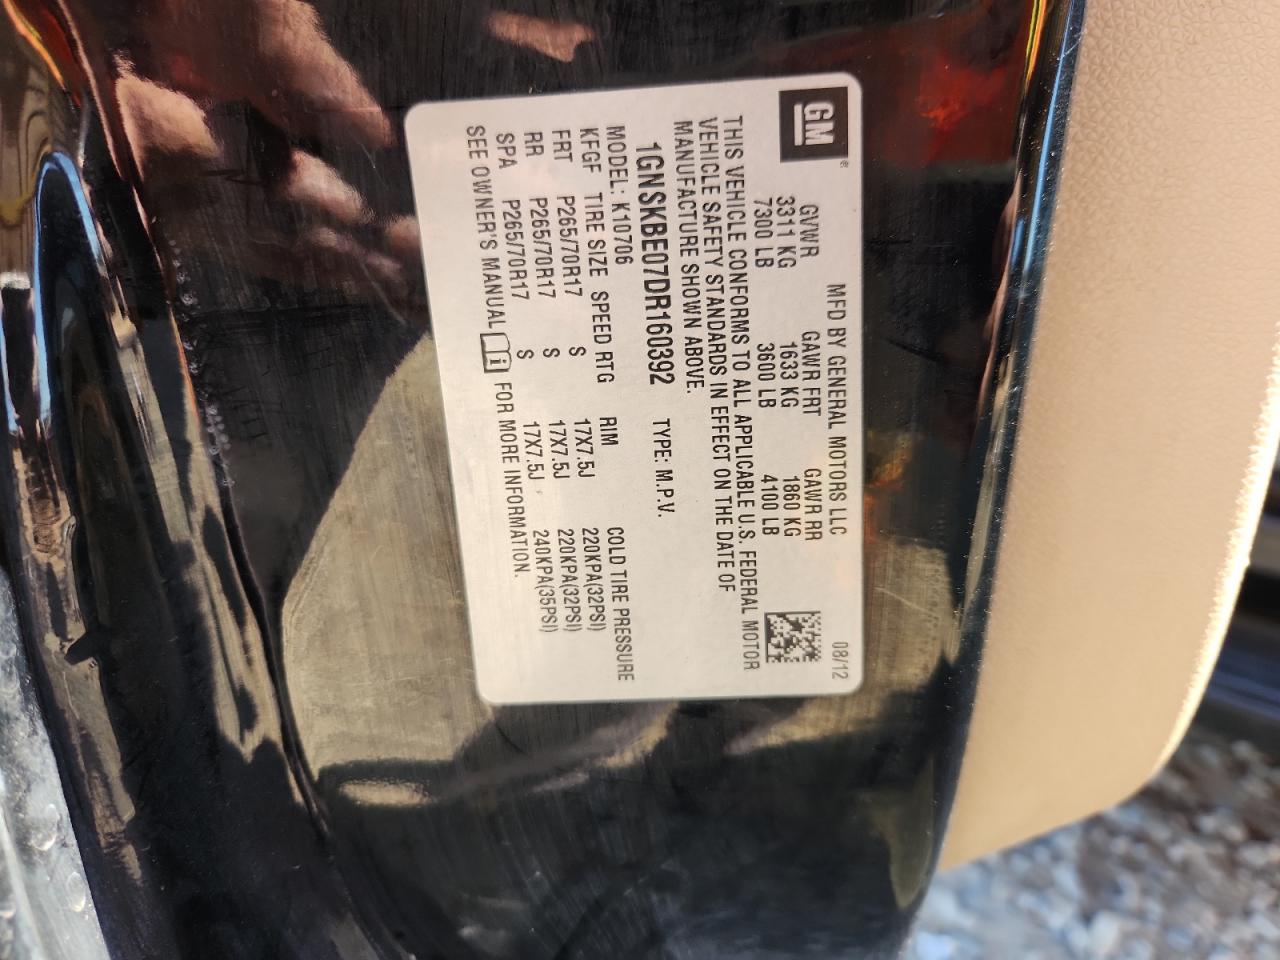 GM
MFD BY GENERAL MOTORS LLC 08/12
GVWR GAWR FRT GAWR RR
3311 KG 1633 KG 1860 KG
7300 LB 3600 LB 4100 LB
THIS VEHICLE CONFORMS TO ALL APPLICABLE U.S. FEDERAL MOTOR
VEHICLE SAFETY STANDARDS IN EFFECT ON THE DATE OF
MANUFACTURE SHOWN ABOVE.
1GNSKBE07DR160392 TYPE: M.P.V.
MODEL: K10706
KFGF TIRE SIZE SPEED RTG RIM COLD TIRE PRESSURE
FRT P265/70R17 S 17X7.5J 220KPA(32PSI)
RR P265/70R17 S 17X7.5J 220KPA(32PSI)
SPA P265/70R17 S 17X7.5J 240KPA(35PSI)
SEE OWNER'S MANUAL i FOR MORE INFORMATION.